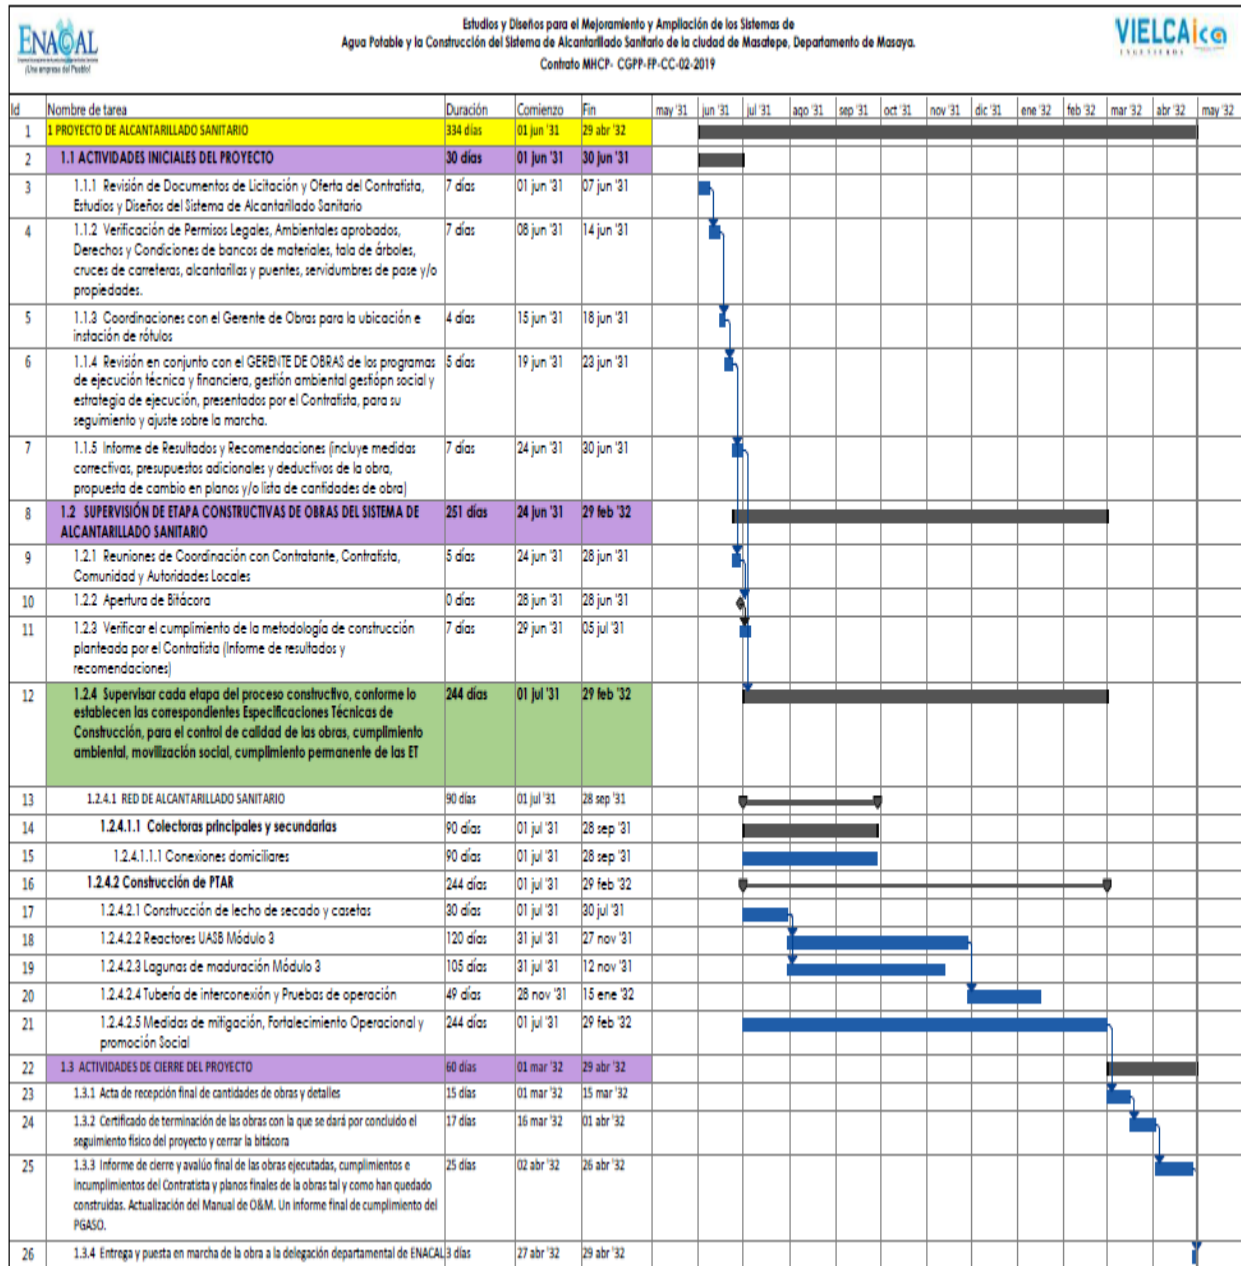 ENACAL
¡Una empresa del Pueblo!
Estudios y Diseños para el Mejoramiento y Ampliación de los Sistemas de
Agua Potable y la Construcción del Sistema de Alcantarillado Sanitario de la ciudad de Masatepe, Departamento de Masaya.
Contrato MHCP- CGPP-FP-CC-02-2019
VIELCAica
INGENIEROS
Id Nombre de tarea Duración Comienzo Fin may '31 jun '31 jul '31 ago '31 sep '31 oct '31 nov '31 dic '31 ene '32 feb '32 mar '32 abr '32 may '32
1 1 PROYECTO DE ALCANTARILLADO SANITARIO 334 días 01 jun '31 29 abr '32
2 1.1 ACTIVIDADES INICIALES DEL PROYECTO 30 días 01 jun '31 30 jun '31
3 1.1.1 Revisión de Documentos de Licitación y Oferta del Contratista, 7 días 01 jun '31 07 jun '31
Estudios y Diseños del Sistema de Alcantarillado Sanitario
4 1.1.2 Verificación de Permisos Legales, Ambientales aprobados, 7 días 08 jun '31 14 jun '31
Derechos y Condiciones de bancos de materiales, tala de árboles,
cruces de carreteras, alcantarillas y puentes, servidumbres de pase y/o
propiedades.
5 1.1.3 Coordinaciones con el Gerente de Obras para la ubicación e 4 días 15 jun '31 18 jun '31
instación de rótulos
6 1.1.4 Revisión en conjunto con el GERENTE DE OBRAS de los programas 5 días 19 jun '31 23 jun '31
de ejecución técnica y financiera, gestión ambiental gestiópn social y
estrategia de ejecución, presentados por el Contratista, para su
seguimiento y ajuste sobre la marcha.
7 1.1.5 Informe de Resultados y Recomendaciones (incluye medidas 7 días 24 jun '31 30 jun '31
correctivas, presupuestos adicionales y deductivos de la obra,
propuesta de cambio en planos y/o lista de cantidades de obra)
8 1.2 SUPERVISIÓN DE ETAPA CONSTRUCTIVAS DE OBRAS DEL SISTEMA DE 251 días 24 jun '31 29 feb '32
ALCANTARILLADO SANITARIO
9 1.2.1 Reuniones de Coordinación con Contratante, Contratista, 5 días 24 jun '31 28 jun '31
Comunidad y Autoridades Locales
10 1.2.2 Apertura de Bitácora 0 días 28 jun '31 28 jun '31
11 1.2.3 Verificar el cumplimiento de la metodología de construcción 7 días 29 jun '31 05 jul '31
planteada por el Contratista (Informe de resultados y
recomendaciones)
12 1.2.4 Supervisar cada etapa del proceso constructivo, conforme lo 244 días 01 jul '31 29 feb '32
establecen las correspondientes Especificaciones Técnicas de
Construcción, para el control de calidad de las obras, cumplimiento
ambiental, movilización social, cumplimiento permanente de las ET
13 1.2.4.1 RED DE ALCANTARILLADO SANITARIO 90 días 01 jul '31 28 sep '31
14 1.2.4.1.1 Colectoras principales y secundarias 90 días 01 jul '31 28 sep '31
15 1.2.4.1.1.1 Conexiones domiciliares 90 días 01 jul '31 28 sep '31
16 1.2.4.2 Construcción de PTAR 244 días 01 jul '31 29 feb '32
17 1.2.4.2.1 Construcción de lecho de secado y casetas 30 días 01 jul '31 30 jul '31
18 1.2.4.2.2 Reactores UASB Módulo 3 120 días 31 jul '31 27 nov '31
19 1.2.4.2.3 Lagunas de maduración Módulo 3 105 días 31 jul '31 12 nov '31
20 1.2.4.2.4 Tubería de interconexión y Pruebas de operación 49 días 28 nov '31 15 ene '32
21 1.2.4.2.5 Medidas de mitigación, Fortalecimiento Operacional y 244 días 01 jul '31 29 feb '32
promoción Social
22 1.3 ACTIVIDADES DE CIERRE DEL PROYECTO 60 días 01 mar '32 29 abr '32
23 1.3.1 Acta de recepción final de cantidades de obras y detalles 15 días 01 mar '32 15 mar '32
24 1.3.2 Certificado de terminación de las obras con la que se dará por concluido el 17 días 16 mar '32 01 abr '32
seguimiento físico del proyecto y cerrar la bitácora
25 1.3.3 Informe de cierre y avalúo final de las obras ejecutadas, cumplimientos e 25 días 02 abr '32 26 abr '32
incumplimientos del Contratista y planos finales de la obras tal y como han quedado
construidas. Actualización del Manual de O&M. Un informe final de cumplimiento del
PGASO.
26 1.3.4 Entrega y puesta en marcha de la obra a la delegación departamental de ENACAL 3 días 27 abr '32 29 abr '32